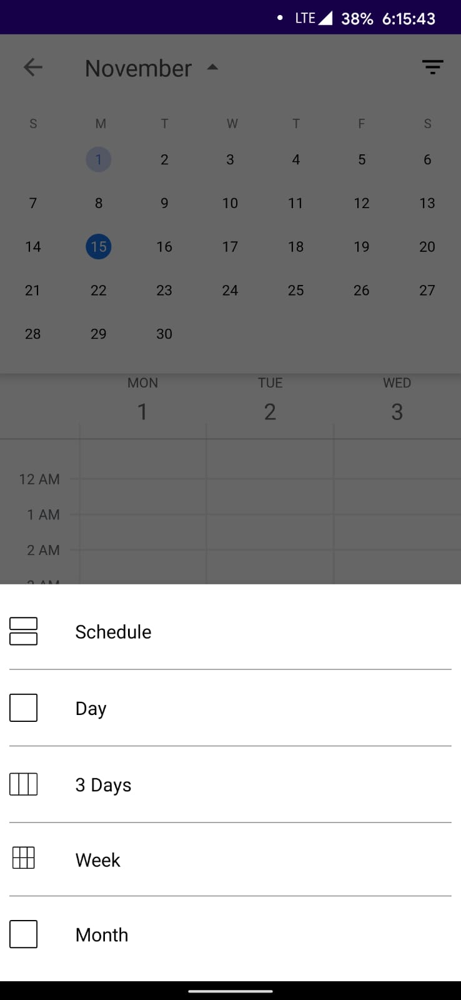 LTE 38% 6:15:43
November
S M T W T F S
1 2 3 4 5 6
7 8 9 10 11 12 13
14 15 16 17 18 19 20
21 22 23 24 25 26 27
28 29 30
MON TUE WED
1 2 3
12 AM
1 AM
2 AM
Schedule
Day
3 Days
Week
Month